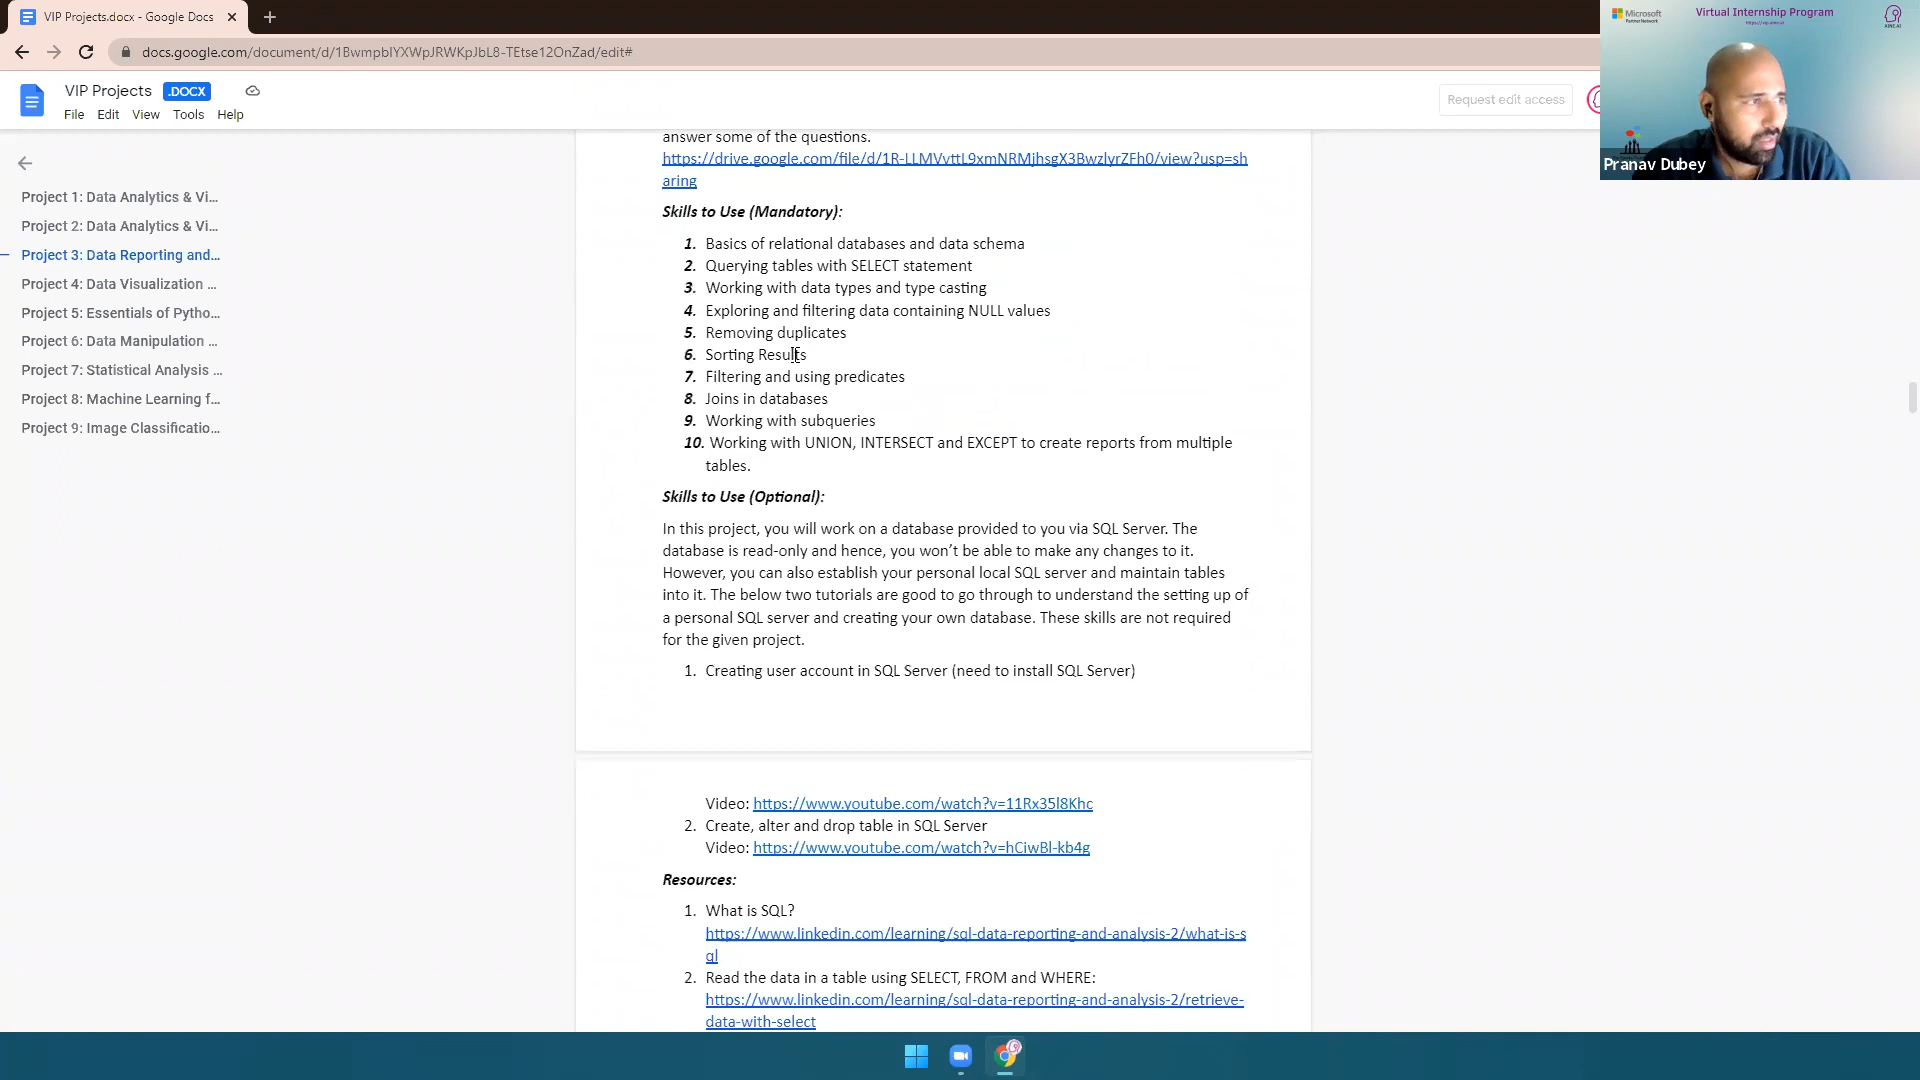 VIP Projects.docx - Google Docs
docs.google.com/document/d/1BwmpbIYXWpJRWKpJbL8-TEtse12OnZad/edit#
Microsoft
Partner Network
Virtual Internship Program
https://vip.aine.ai
AINE.AI
Pranav Dubey
VIP Projects .DOCX
File Edit View Tools Help
Request edit access
Project 1: Data Analytics & Vi...
Project 2: Data Analytics & Vi...
Project 3: Data Reporting and...
Project 4: Data Visualization ...
Project 5: Essentials of Pytho...
Project 6: Data Manipulation ...
Project 7: Statistical Analysis ...
Project 8: Machine Learning f...
Project 9: Image Classificatio...
answer some of the questions.
https://drive.google.com/file/d/1R-LLMVvttL9xmNRMjhsgX3BwzlyrZFh0/view?usp=sh
aring
Skills to Use (Mandatory):
1. Basics of relational databases and data schema
2. Querying tables with SELECT statement
3. Working with data types and type casting
4. Exploring and filtering data containing NULL values
5. Removing duplicates
6. Sorting Results
7. Filtering and using predicates
8. Joins in databases
9. Working with subqueries
10. Working with UNION, INTERSECT and EXCEPT to create reports from multiple
tables.
Skills to Use (Optional):
In this project, you will work on a database provided to you via SQL Server. The
database is read-only and hence, you won't be able to make any changes to it.
However, you can also establish your personal local SQL server and maintain tables
into it. The below two tutorials are good to go through to understand the setting up of
a personal SQL server and creating your own database. These skills are not required
for the given project.
1. Creating user account in SQL Server (need to install SQL Server)
Video: https://www.youtube.com/watch?v=11Rx35l8Khc
2. Create, alter and drop table in SQL Server
Video: https://www.youtube.com/watch?v=hCiwBl-kb4g
Resources:
1. What is SQL?
https://www.linkedin.com/learning/sql-data-reporting-and-analysis-2/what-is-s
ql
2. Read the data in a table using SELECT, FROM and WHERE:
https://www.linkedin.com/learning/sql-data-reporting-and-analysis-2/retrieve-
data-with-select